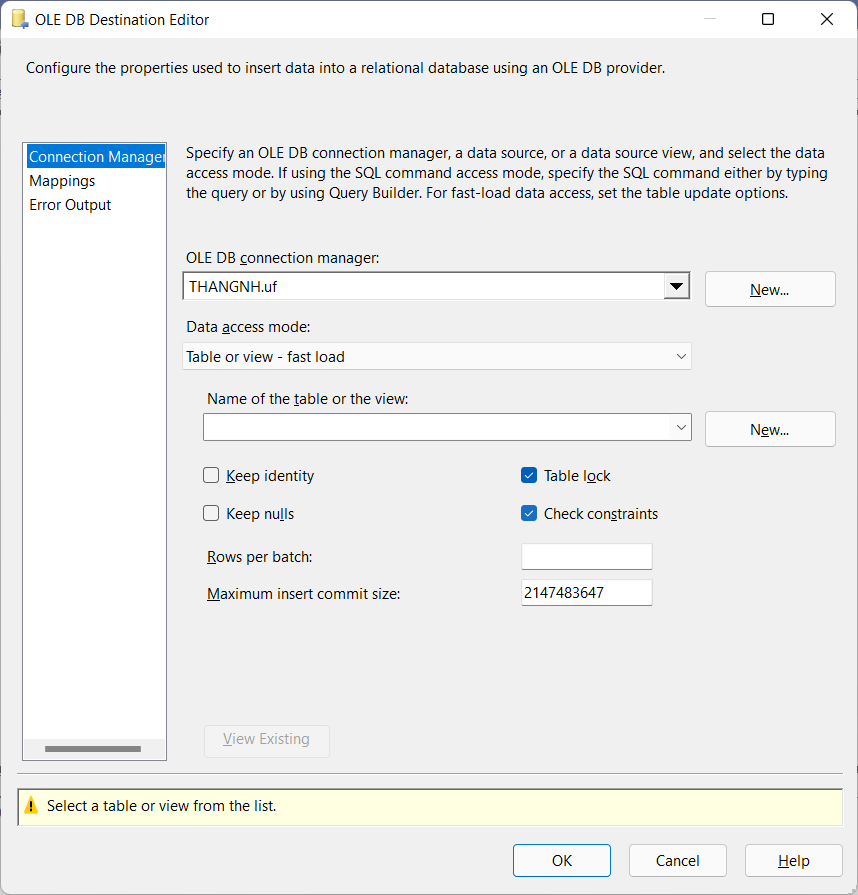 OLE DB Destination Editor
Configure the properties used to insert data into a relational database using an OLE DB provider.
Connection Manager
Mappings
Error Output
Specify an OLE DB connection manager, a data source, or a data source view, and select the data
access mode. If using the SQL command access mode, specify the SQL command either by typing
the query or by using Query Builder. For fast-load data access, set the table update options.
OLE DB connection manager:
THANGNH.uf
New...
Data access mode:
Table or view - fast load
Name of the table or the view:
New...
Keep identity
Table lock
Keep nulls
Check constraints
Rows per batch:
Maximum insert commit size:
2147483647
View Existing
Select a table or view from the list.
OK
Cancel
Help